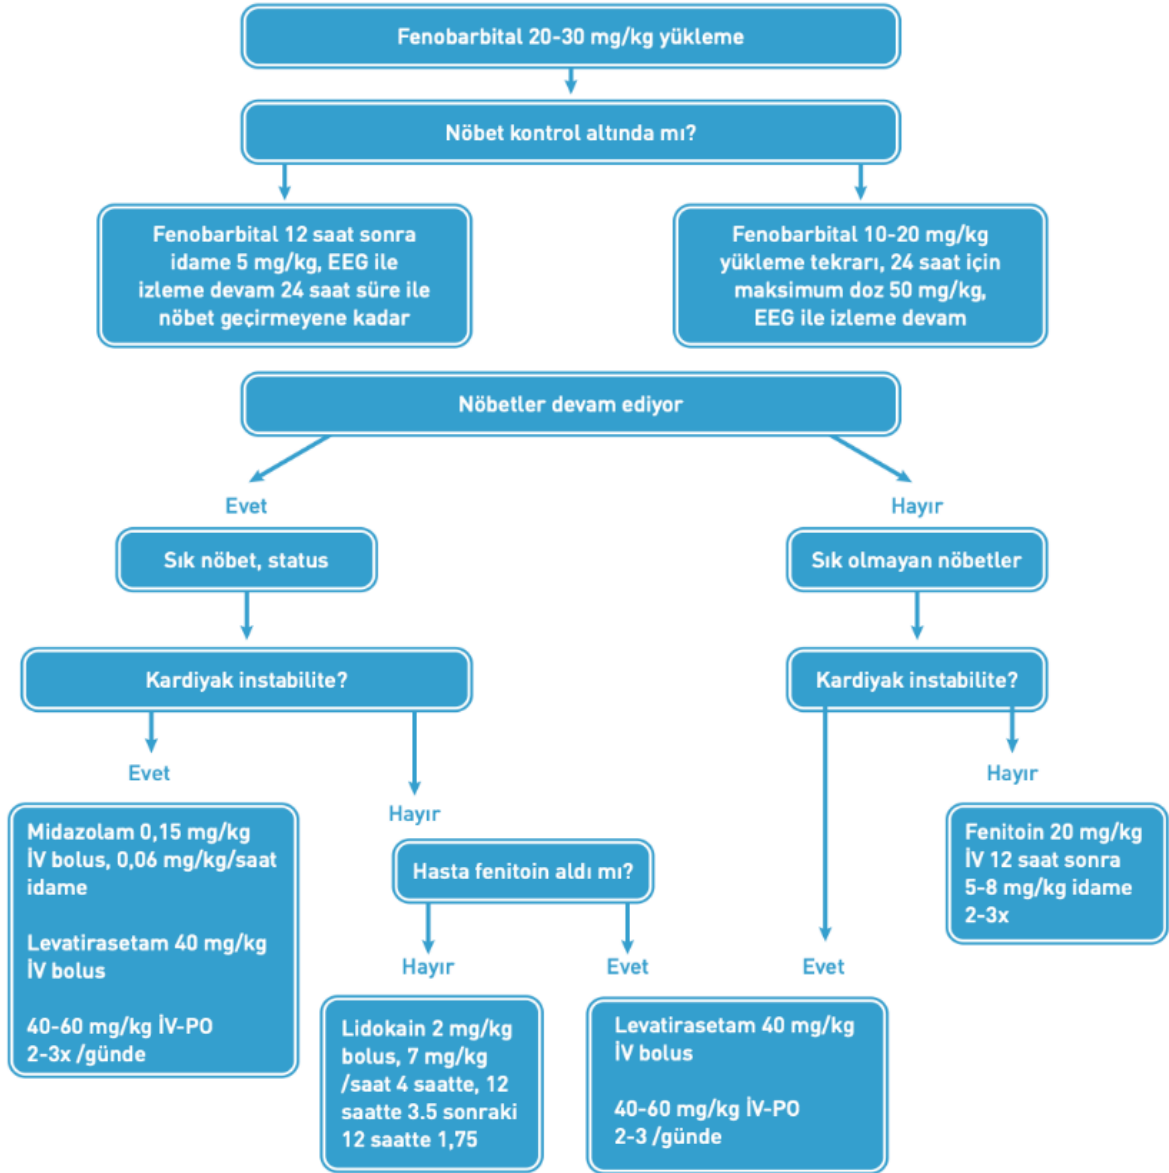 Fenobarbital 20-30 mg/kg yükleme
Nöbet kontrol altında mı?
Fenobarbital 12 saat sonra
idame 5 mg/kg, EEG ile
izleme devam 24 saat süre ile
nöbet geçirmeyene kadar
Fenobarbital 10-20 mg/kg
yükleme tekrarı, 24 saat için
maksimum doz 50 mg/kg,
EEG ile izleme devam
Nöbetler devam ediyor
Evet
Hayır
Sık nöbet, status
Sık olmayan nöbetler
Kardiyak instabilite?
Kardiyak instabilite?
Evet
Midazolam 0,15 mg/kg
İV bolus, 0,06 mg/kg/saat
idame
Levatirasetam 40 mg/kg
İV bolus
40-60 mg/kg İV-PO
2-3x /günde
Hayır
Hasta fenitoin aldı mı?
Hayır
Lidokain 2 mg/kg
bolus, 7 mg/kg
/saat 4 saatte, 12
saatte 3.5 sonraki
12 saatte 1,75
Evet
Evet
Levatirasetam 40 mg/kg
İV bolus
40-60 mg/kg İV-PO
2-3 /günde
Hayır
Fenitoin 20 mg/kg
İV 12 saat sonra
5-8 mg/kg idame
2-3x